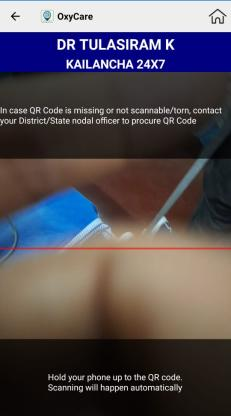 OxyCare
DR TULASIRAM K
KAILANCHA 24X7
In case QR Code is missing or not scannable/torn, contact
your District/State nodal officer to procure QR Code
Hold your phone up to the QR code.
Scanning will happen automatically